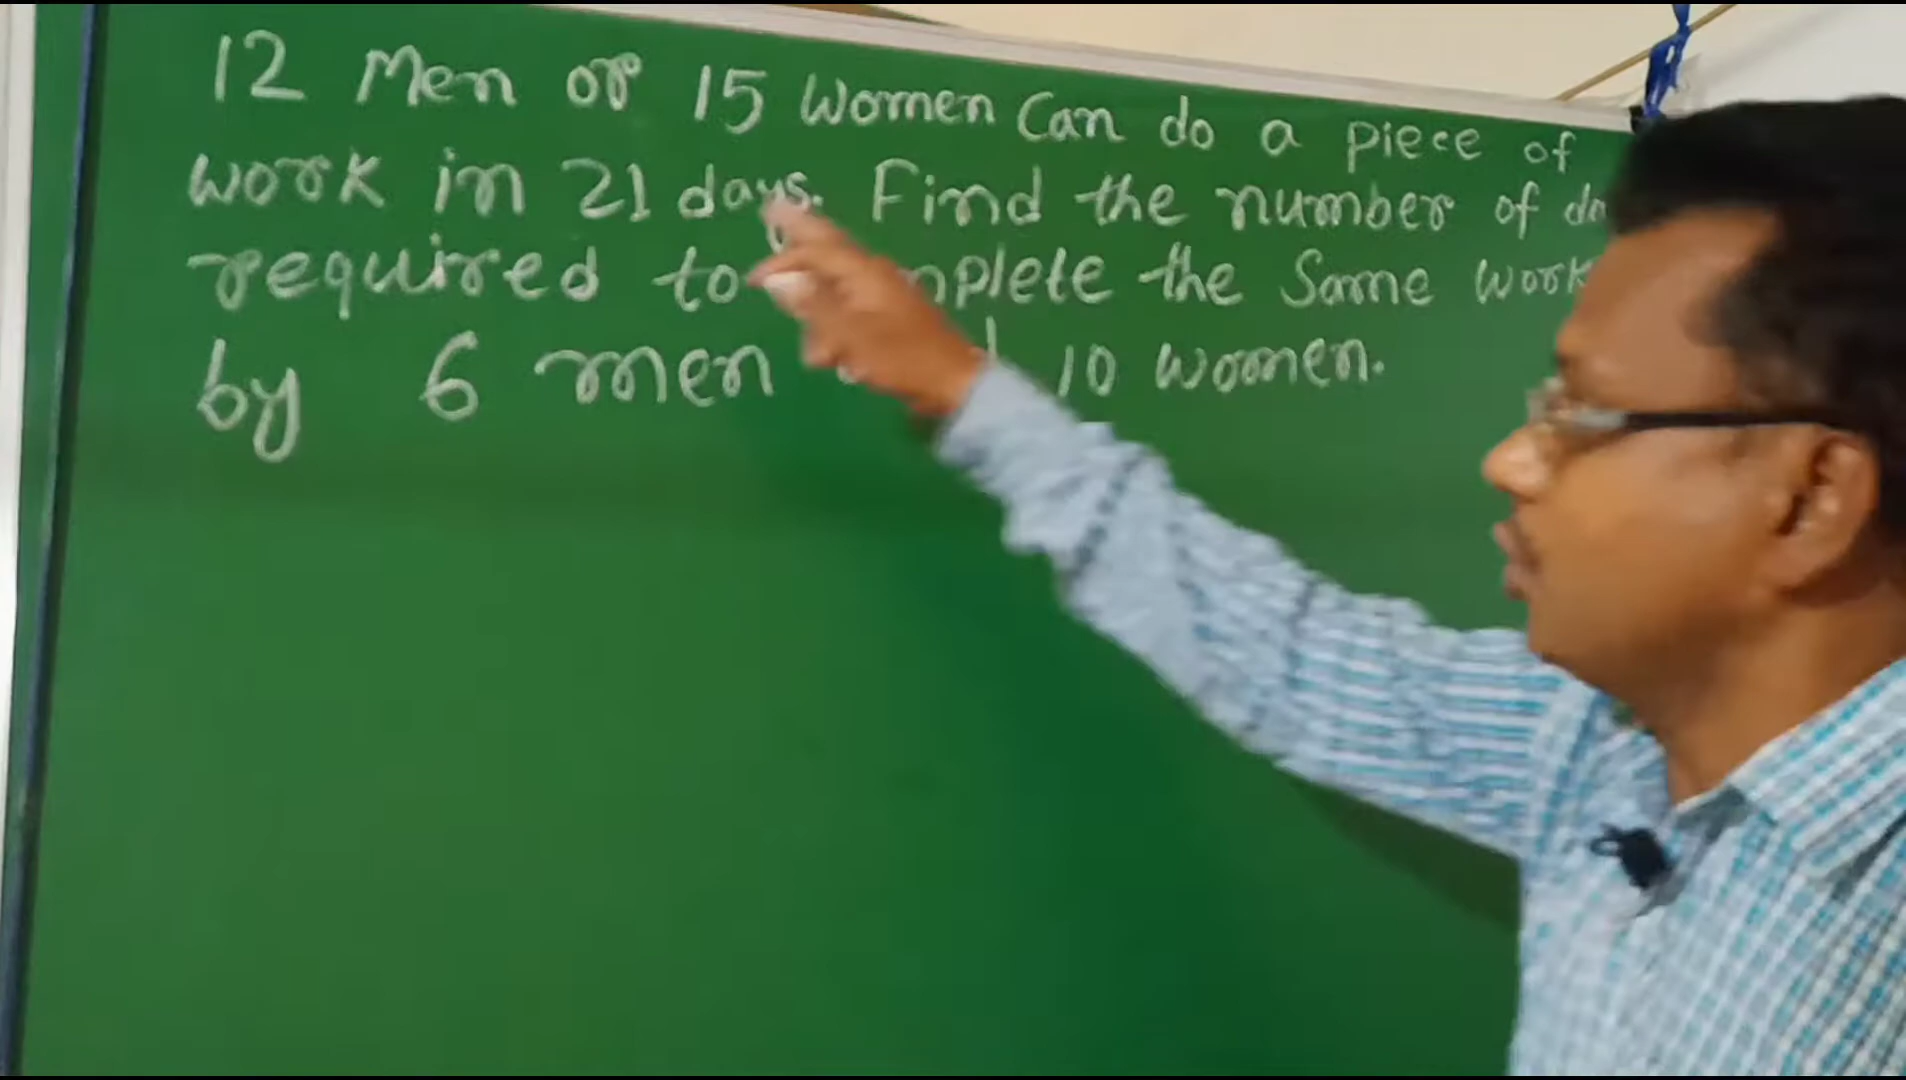 12 Men or 15 Women Can do a piece of
work in 21 days. Find the number of
required to the Same work
by 6 men 10 women.